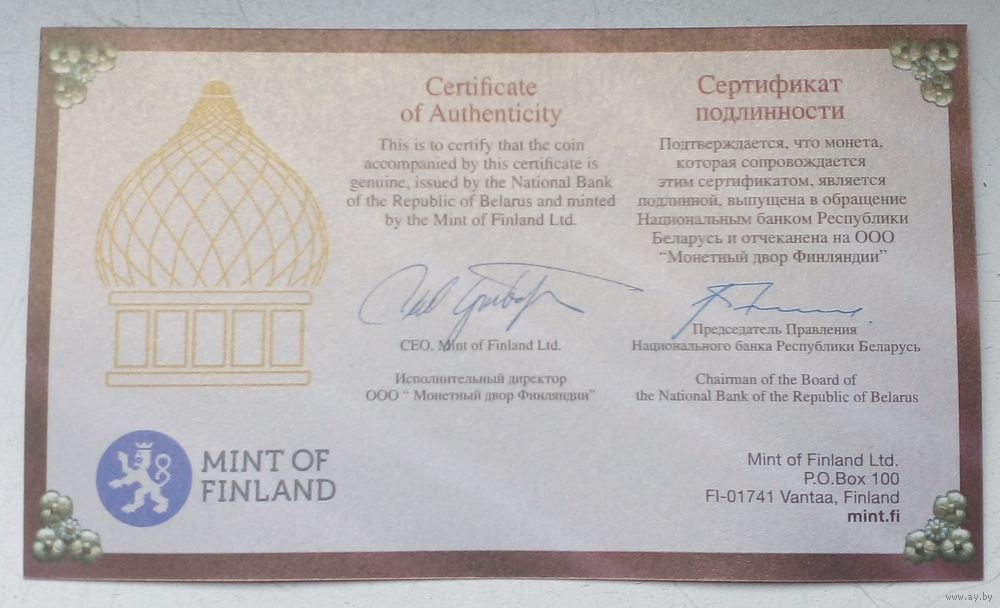 Certificate
of Authenticity
This is to certify that the coin
accompanied by this certificate is
genuine, issued by the National Bank
of the Republic of Belarus and minted
by the Mint of Finland Ltd.
CEO, Mint of Finland Ltd.
Исполнительный директор
ООО “ Монетный двор Финляндии”
Сертификат
подлинности
Подтверждается, что монета,
которая сопровождается
этим сертификатом, является
подлинной, выпущена в обращение
Национальным банком Республики
Беларусь и отчеканена на ООО
“Монетный двор Финляндии”
Председатель Правления
Национального банка Республики Беларусь
Chairman of the Board of
the National Bank of the Republic of Belarus
MINT OF
FINLAND
Mint of Finland Ltd.
P.O.Box 100
FI-01741 Vantaa, Finland
mint.fi
www.ay.by